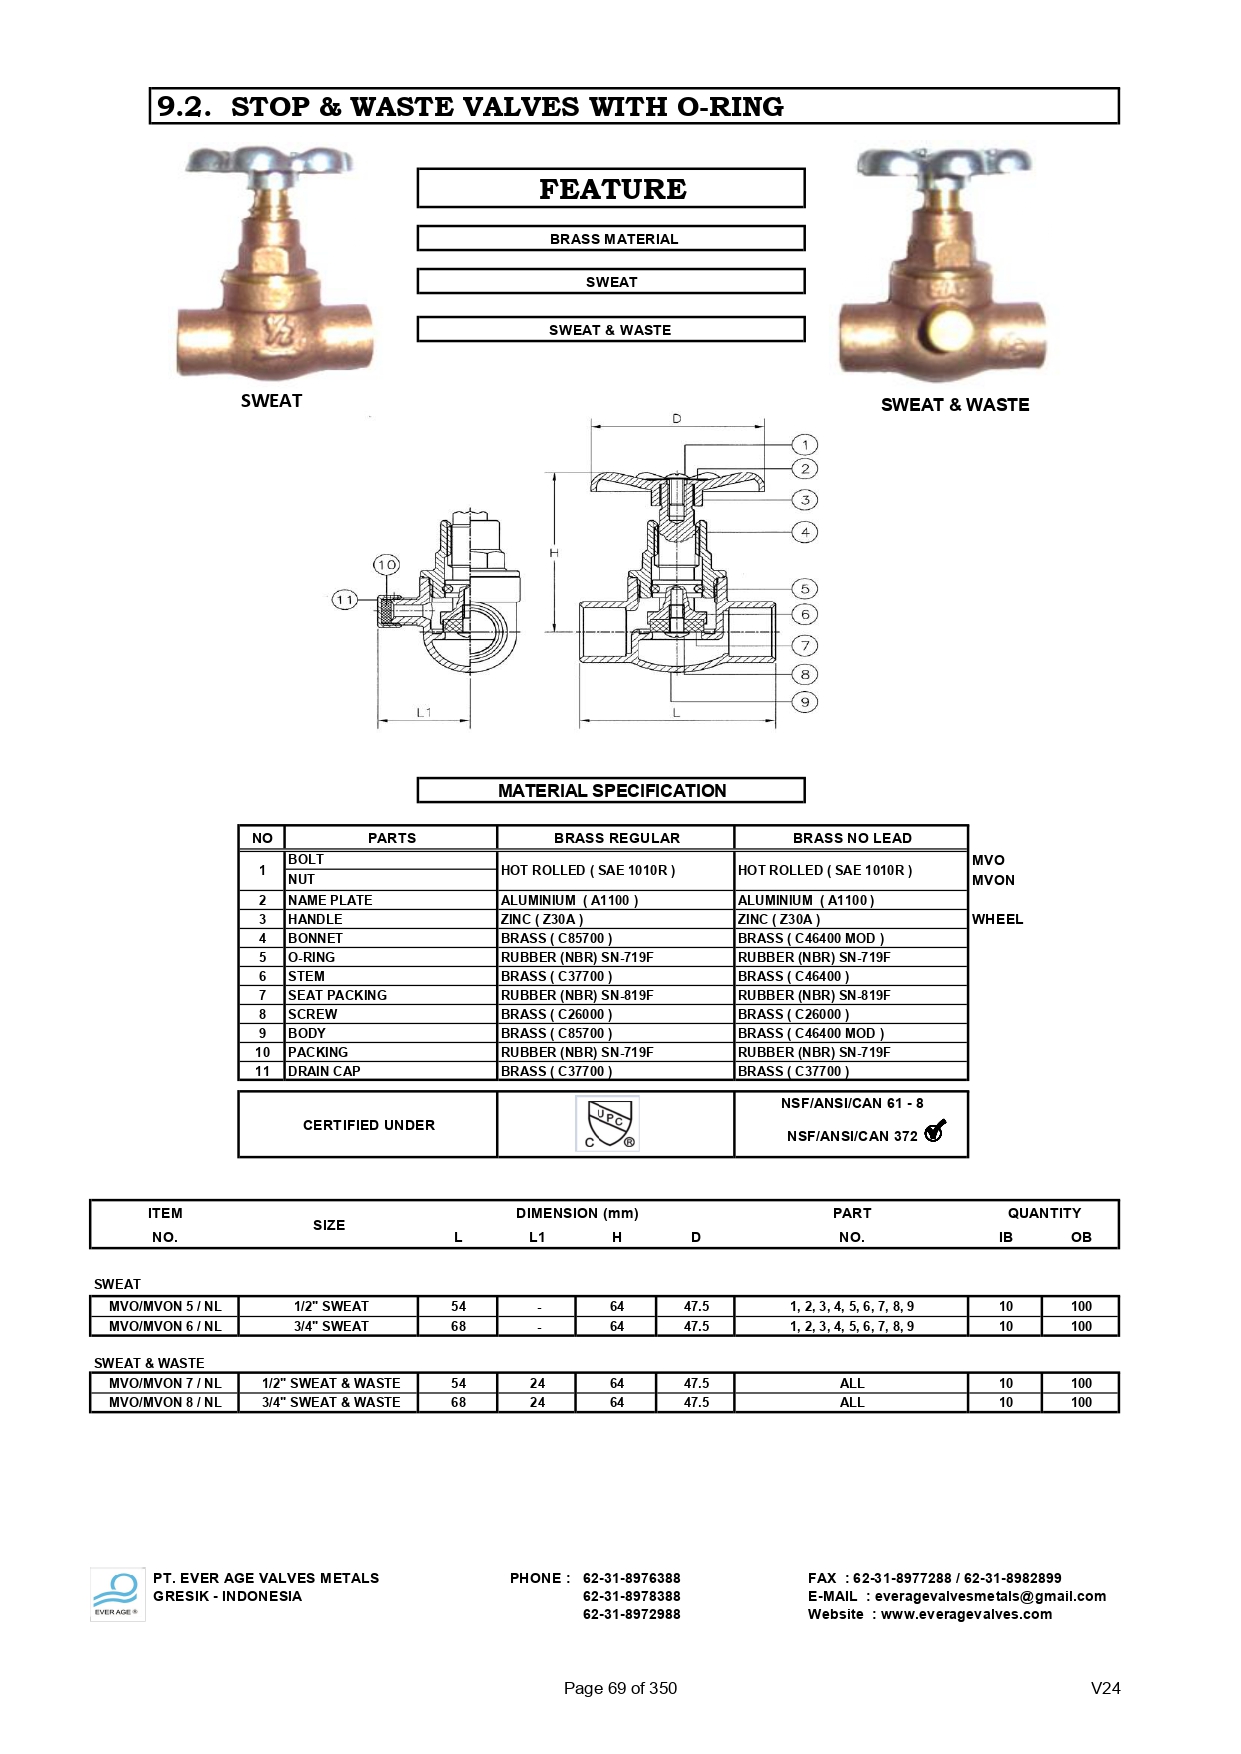 9.2. STOP & WASTE VALVES WITH O-RING
FEATURE
BRASS MATERIAL
SWEAT
SWEAT & WASTE
1/2
SWEAT
SWEAT & WASTE
D
1
2
3
4
H
10
5
11
6
7
8
9
L1
L
MATERIAL SPECIFICATION
NO PARTS BRASS REGULAR BRASS NO LEAD
1 BOLT HOT ROLLED ( SAE 1010R ) HOT ROLLED ( SAE 1010R ) MVO
NUT MVON
2 NAME PLATE ALUMINIUM ( A1100 ) ALUMINIUM ( A1100 )
3 HANDLE ZINC ( Z30A ) ZINC ( Z30A ) WHEEL
4 BONNET BRASS ( C85700 ) BRASS ( C46400 MOD )
5 O-RING RUBBER (NBR) SN-719F RUBBER (NBR) SN-719F
6 STEM BRASS ( C37700 ) BRASS ( C46400 )
7 SEAT PACKING RUBBER (NBR) SN-819F RUBBER (NBR) SN-819F
8 SCREW BRASS ( C26000 ) BRASS ( C26000 )
9 BODY BRASS ( C85700 ) BRASS ( C46400 MOD )
10 PACKING RUBBER (NBR) SN-719F RUBBER (NBR) SN-719F
11 DRAIN CAP BRASS ( C37700 ) BRASS ( C37700 )
CERTIFIED UNDER
UPC
C ®
NSF/ANSI/CAN 61 - 8
NSF/ANSI/CAN 372
ITEM SIZE DIMENSION (mm) PART QUANTITY
NO. L L1 H D NO. IB OB
SWEAT
MVO/MVON 5 / NL 1/2" SWEAT 54 - 64 47.5 1, 2, 3, 4, 5, 6, 7, 8, 9 10 100
MVO/MVON 6 / NL 3/4" SWEAT 68 - 64 47.5 1, 2, 3, 4, 5, 6, 7, 8, 9 10 100
SWEAT & WASTE
MVO/MVON 7 / NL 1/2" SWEAT & WASTE 54 24 64 47.5 ALL 10 100
MVO/MVON 8 / NL 3/4" SWEAT & WASTE 68 24 64 47.5 ALL 10 100
EVER AGE ®
PT. EVER AGE VALVES METALS PHONE : 62-31-8976388 FAX : 62-31-8977288 / 62-31-8982899
GRESIK - INDONESIA 62-31-8978388 E-MAIL : everagevalvesmetals@gmail.com
62-31-8972988 Website : www.everagevalves.com
Page 69 of 350 V24